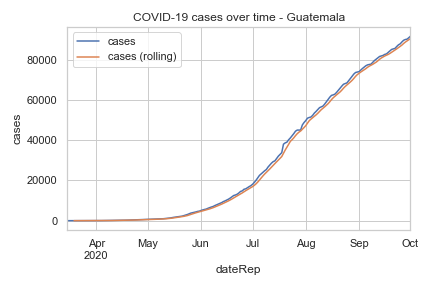 COVID-19 cases over time - Guatemala
cases
cases (rolling)
cases
80000
60000
40000
20000
0
Apr May Jun Jul Aug Sep Oct
2020
dateRep